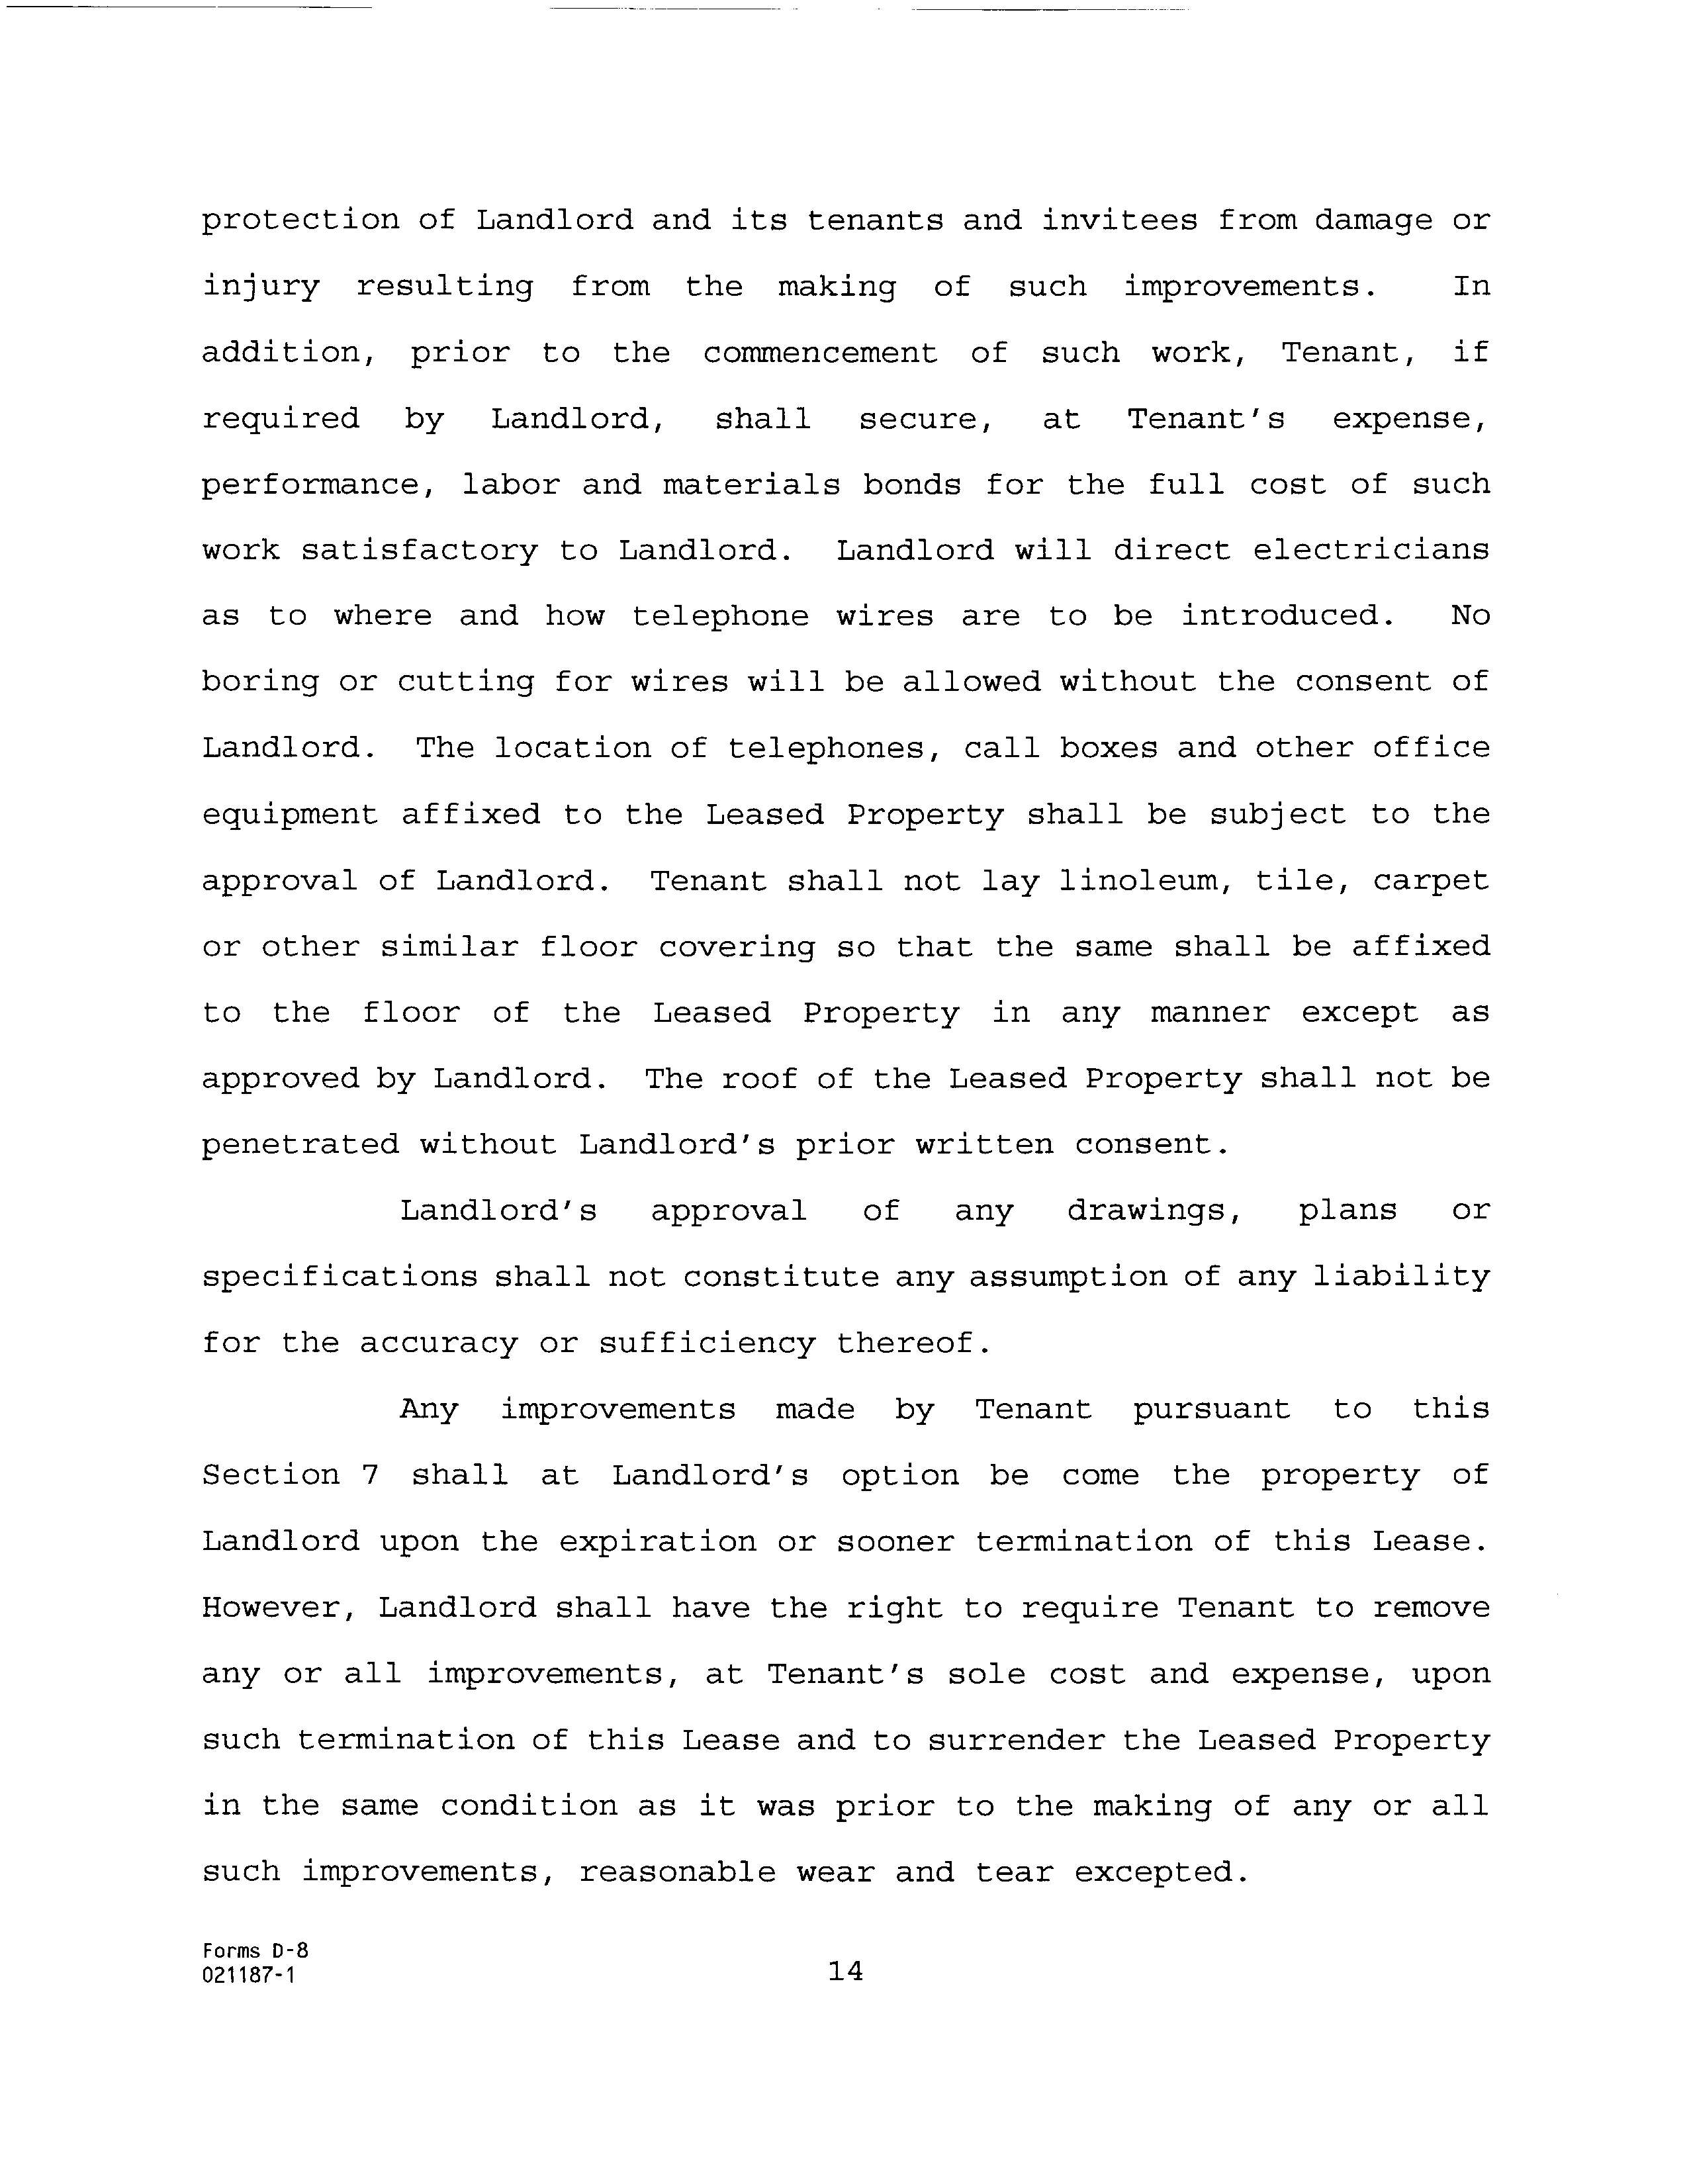 protection of Landlord and its tenants and invitees from damage or
injury resulting from the making of such improvements. In
addition, prior to the commencement of such work, Tenant, if
required by Landlord, shall secure, at Tenant's expense,
performance, labor and materials bonds for the full cost of such
work satisfactory to Landlord. Landlord will direct electricians
as to where and how telephone wires are to be introduced. No
boring or cutting for wires will be allowed without the consent of
Landlord. The location of telephones, call boxes and other office
equipment affixed to the Leased Property shall be subject to the
approval of Landlord. Tenant shall not lay linoleum, tile, carpet
or other similar floor covering so that the same shall be affixed
to the floor of the Leased Property in any manner except as
approved by Landlord. The roof of the Leased Property shall not be
penetrated without Landlord's prior written consent.
Landlord's approval of any drawings, plans or
specifications shall not constitute any assumption of any liability
for the accuracy or sufficiency thereof.
Any improvements made by Tenant pursuant to this
Section 7 shall at Landlord's option be come the property of
Landlord upon the expiration or sooner termination of this Lease.
However, Landlord shall have the right to require Tenant to remove
any or all improvements, at Tenant's sole cost and expense, upon
such termination of this Lease and to surrender the Leased Property
in the same condition as it was prior to the making of any or all
such improvements, reasonable wear and tear excepted.
Forms D-8
021187-1
14